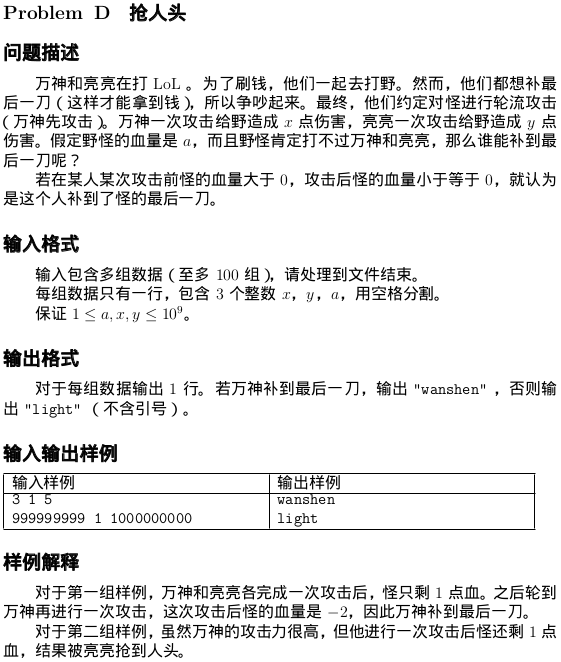 Problem D 抢人头
问题描述
万神和亮亮在打 LoL 。为了刷钱，他们一起去打野。然而，他们都想补最
后一刀（这样才能拿到钱），所以争吵起来。最终，他们约定对怪进行轮流攻击
（万神先攻击）。万神一次攻击给野造成 x 点伤害，亮亮一次攻击给野造成 y 点
伤害。假定野怪的血量是 a，而且野怪肯定打不过万神和亮亮，那么谁能补到最
后一刀呢？
若在某人某次攻击前怪的血量大于 0，攻击后怪的血量小于等于 0，就认为
是这个人补到了怪的最后一刀。
输入格式
输入包含多组数据（至多 100 组），请处理到文件结束。
每组数据只有一行，包含 3 个整数 x，y，a，用空格分割。
保证 1 ≤ a, x, y ≤ 10^9。
输出格式
对于每组数据输出 1 行。若万神补到最后一刀，输出 "wanshen" ，否则输
出 "light" （不含引号）。
输入输出样例
输入样例 输出样例
3 1 5 wanshen
999999999 1 1000000000 light
样例解释
对于第一组样例，万神和亮亮各完成一次攻击后，怪只剩 1 点血。之后轮到
万神再进行一次攻击，这次攻击后怪的血量是 −2，因此万神补到最后一刀。
对于第二组样例，虽然万神的攻击力很高，但他进行一次攻击后怪还剩 1 点
血，结果被亮亮抢到人头。